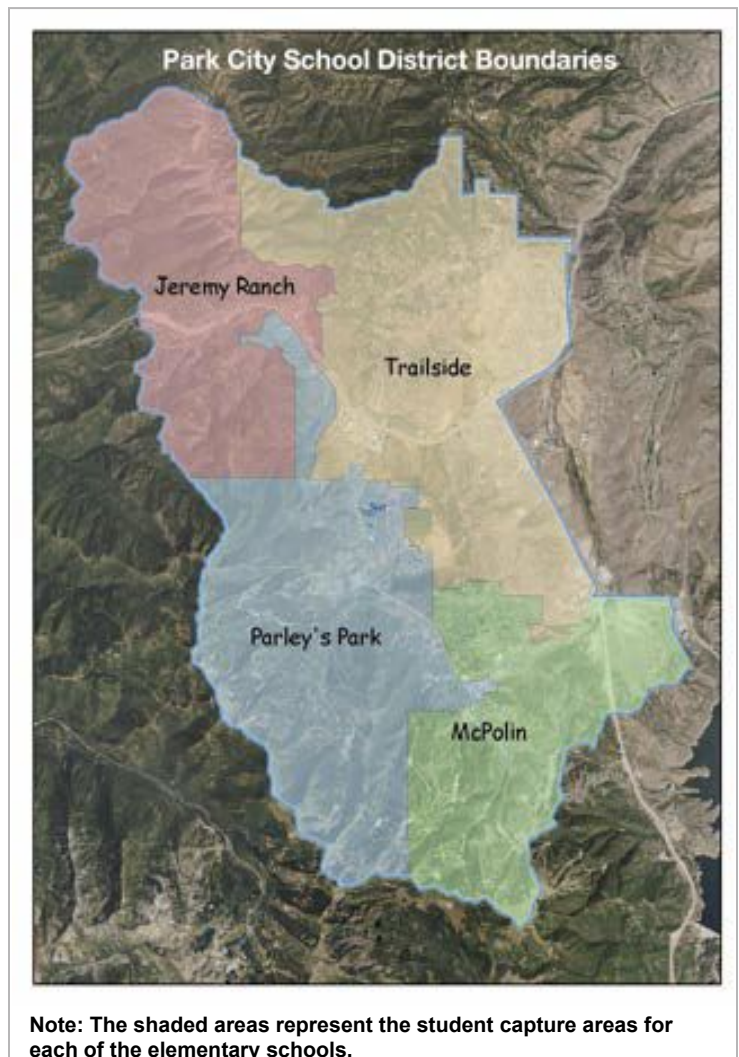 Park City School District Boundaries
Jeremy Ranch
Trailside
Parley's Park
McPolin
Note: The shaded areas represent the student capture areas for
each of the elementary schools.